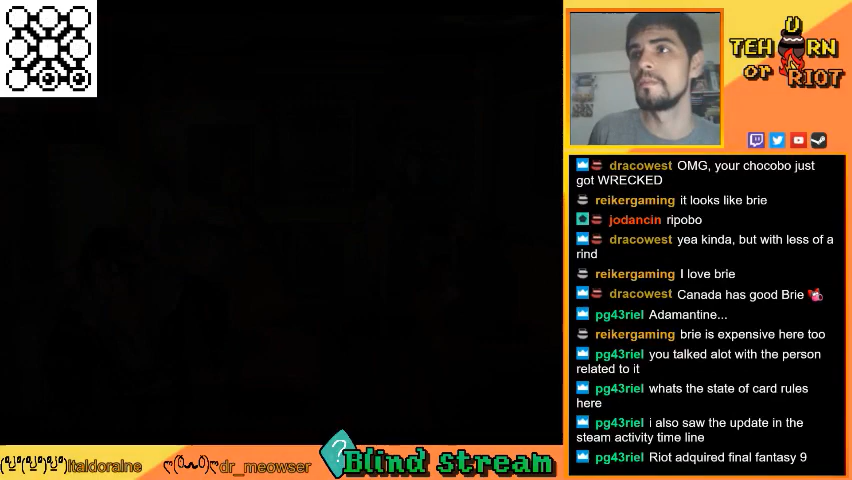 TEHURN
or RIOT
dracowest OMG, your chocobo just
got WRECKED
reikergaming it looks like brie
jodancin ripobo
dracowest yea kinda, but with less of a
rind
reikergaming I love brie
dracowest Canada has good Brie
pg43riel Adamantine...
reikergaming brie is expensive here too
pg43riel you talked alot with the person
related to it
pg43riel whats the state of card rules
here
pg43riel i also saw the update in the
steam activity time line
pg43riel Riot adquired final fantasy 9
italdoraine dr_meowser ? Blind stream